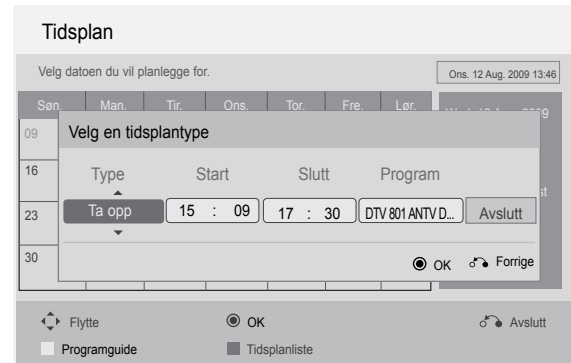 Tidsplan
Velg datoen du vil planlegge for.
Ons. 12 Aug. 2009 13:46
Søn. Man. Tir. Ons. Tor. Fre. Lør.
09
Velg en tidsplantype
16
Type Start Slutt Program
23
Ta opp 15 : 09 17 : 30 DTV 801 ANTV D... Avslutt
30
OK Forrige
Flytte OK Avslutt
Programguide Tidsplanliste